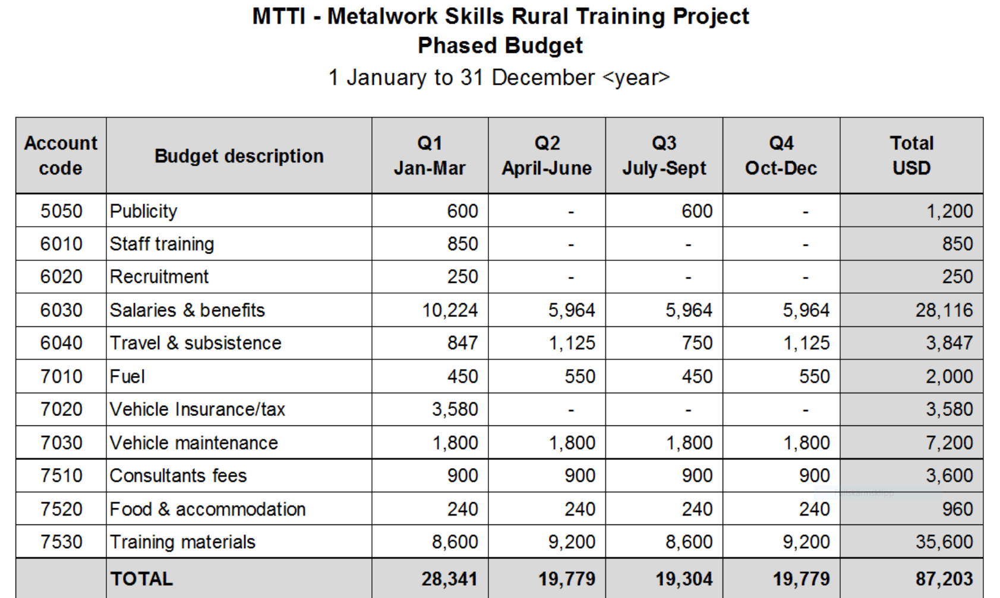 MTTI - Metalwork Skills Rural Training Project
Phased Budget
1 January to 31 December <year>
Account code Budget description Q1 Jan-Mar Q2 April-June Q3 July-Sept Q4 Oct-Dec Total USD
5050 Publicity 600 - 600 - 1,200
6010 Staff training 850 - - - 850
6020 Recruitment 250 - - - 250
6030 Salaries & benefits 10,224 5,964 5,964 5,964 28,116
6040 Travel & subsistence 847 1,125 750 1,125 3,847
7010 Fuel 450 550 450 550 2,000
7020 Vehicle Insurance/tax 3,580 - - - 3,580
7030 Vehicle maintenance 1,800 1,800 1,800 1,800 7,200
7510 Consultants fees 900 900 900 900 3,600
7520 Food & accommodation 240 240 240 240 960
7530 Training materials 8,600 9,200 8,600 9,200 35,600
TOTAL 28,341 19,779 19,304 19,779 87,203